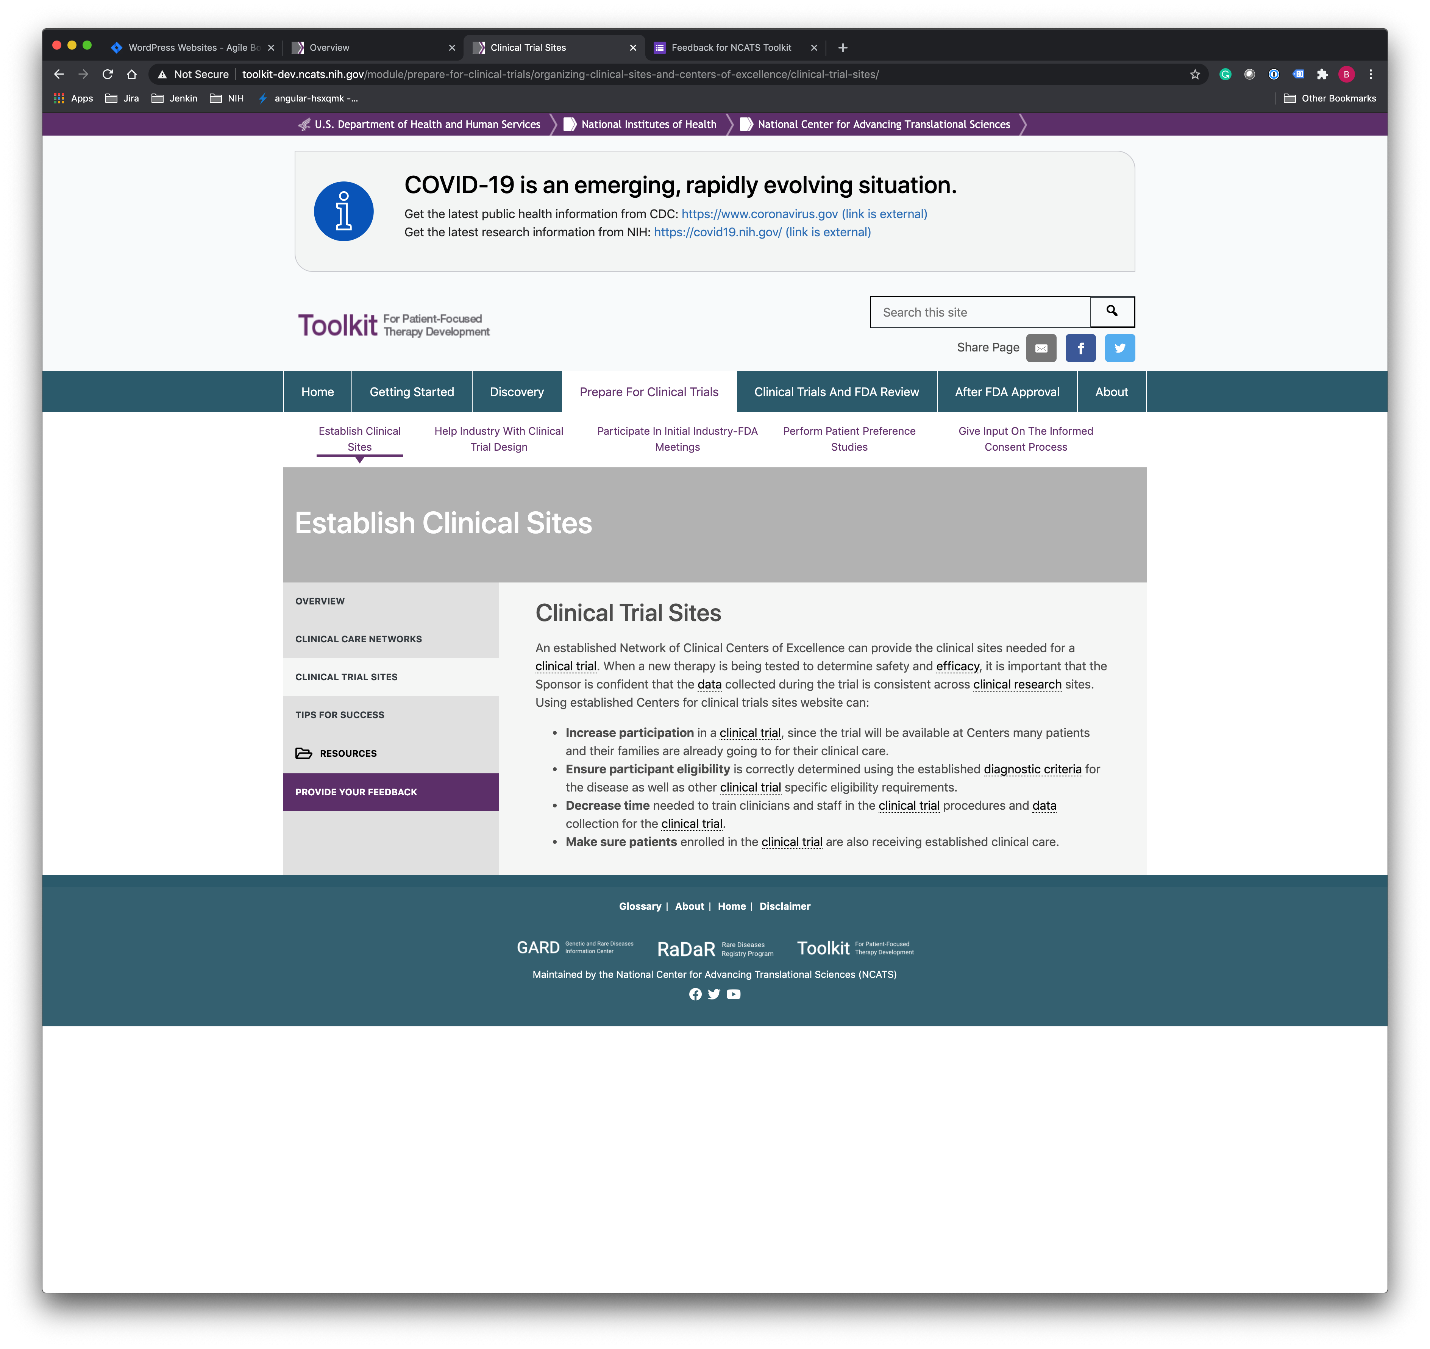 WordPress Websites - Agile Bo
Overview
Clinical Trial Sites
Feedback for NCATS Toolkit
Not Secure
toolkit-dev.ncats.nih.gov/module/prepare-for-clinical-trials/organizing-clinical-sites-and-centers-of-excellence/clinical-trial-sites/
B
Apps
Jira
Jenkin
NIH
angular-hsxqmk -...
Other Bookmarks
U.S. Department of Health and Human Services
National Institutes of Health
National Center for Advancing Translational Sciences
COVID-19 is an emerging, rapidly evolving situation.
Get the latest public health information from CDC: https://www.coronavirus.gov (link is external)
Get the latest research information from NIH: https://covid19.nih.gov/ (link is external)
Toolkit
For Patient-Focused
Therapy Development
Search this site
Share Page
Home
Getting Started
Discovery
Prepare For Clinical Trials
Clinical Trials And FDA Review
After FDA Approval
About
Establish Clinical
Sites
Help Industry With Clinical
Trial Design
Participate In Initial Industry-FDA
Meetings
Perform Patient Preference
Studies
Give Input On The Informed
Consent Process
Establish Clinical Sites
OVERVIEW
CLINICAL CARE NETWORKS
CLINICAL TRIAL SITES
TIPS FOR SUCCESS
RESOURCES
PROVIDE YOUR FEEDBACK
Clinical Trial Sites
An established Network of Clinical Centers of Excellence can provide the clinical sites needed for a
clinical trial. When a new therapy is being tested to determine safety and efficacy, it is important that the
Sponsor is confident that the data collected during the trial is consistent across clinical research sites.
Using established Centers for clinical trials sites website can:
• Increase participation in a clinical trial, since the trial will be available at Centers many patients
and their families are already going to for their clinical care.
• Ensure participant eligibility is correctly determined using the established diagnostic criteria for
the disease as well as other clinical trial specific eligibility requirements.
• Decrease time needed to train clinicians and staff in the clinical trial procedures and data
collection for the clinical trial.
• Make sure patients enrolled in the clinical trial are also receiving established clinical care.
Glossary | About | Home | Disclaimer
GARD
Genetic and Rare Diseases
Information Center
RaDaR
Rare Diseases
Registry Program
Toolkit
For Patient-Focused
Therapy Development
Maintained by the National Center for Advancing Translational Sciences (NCATS)